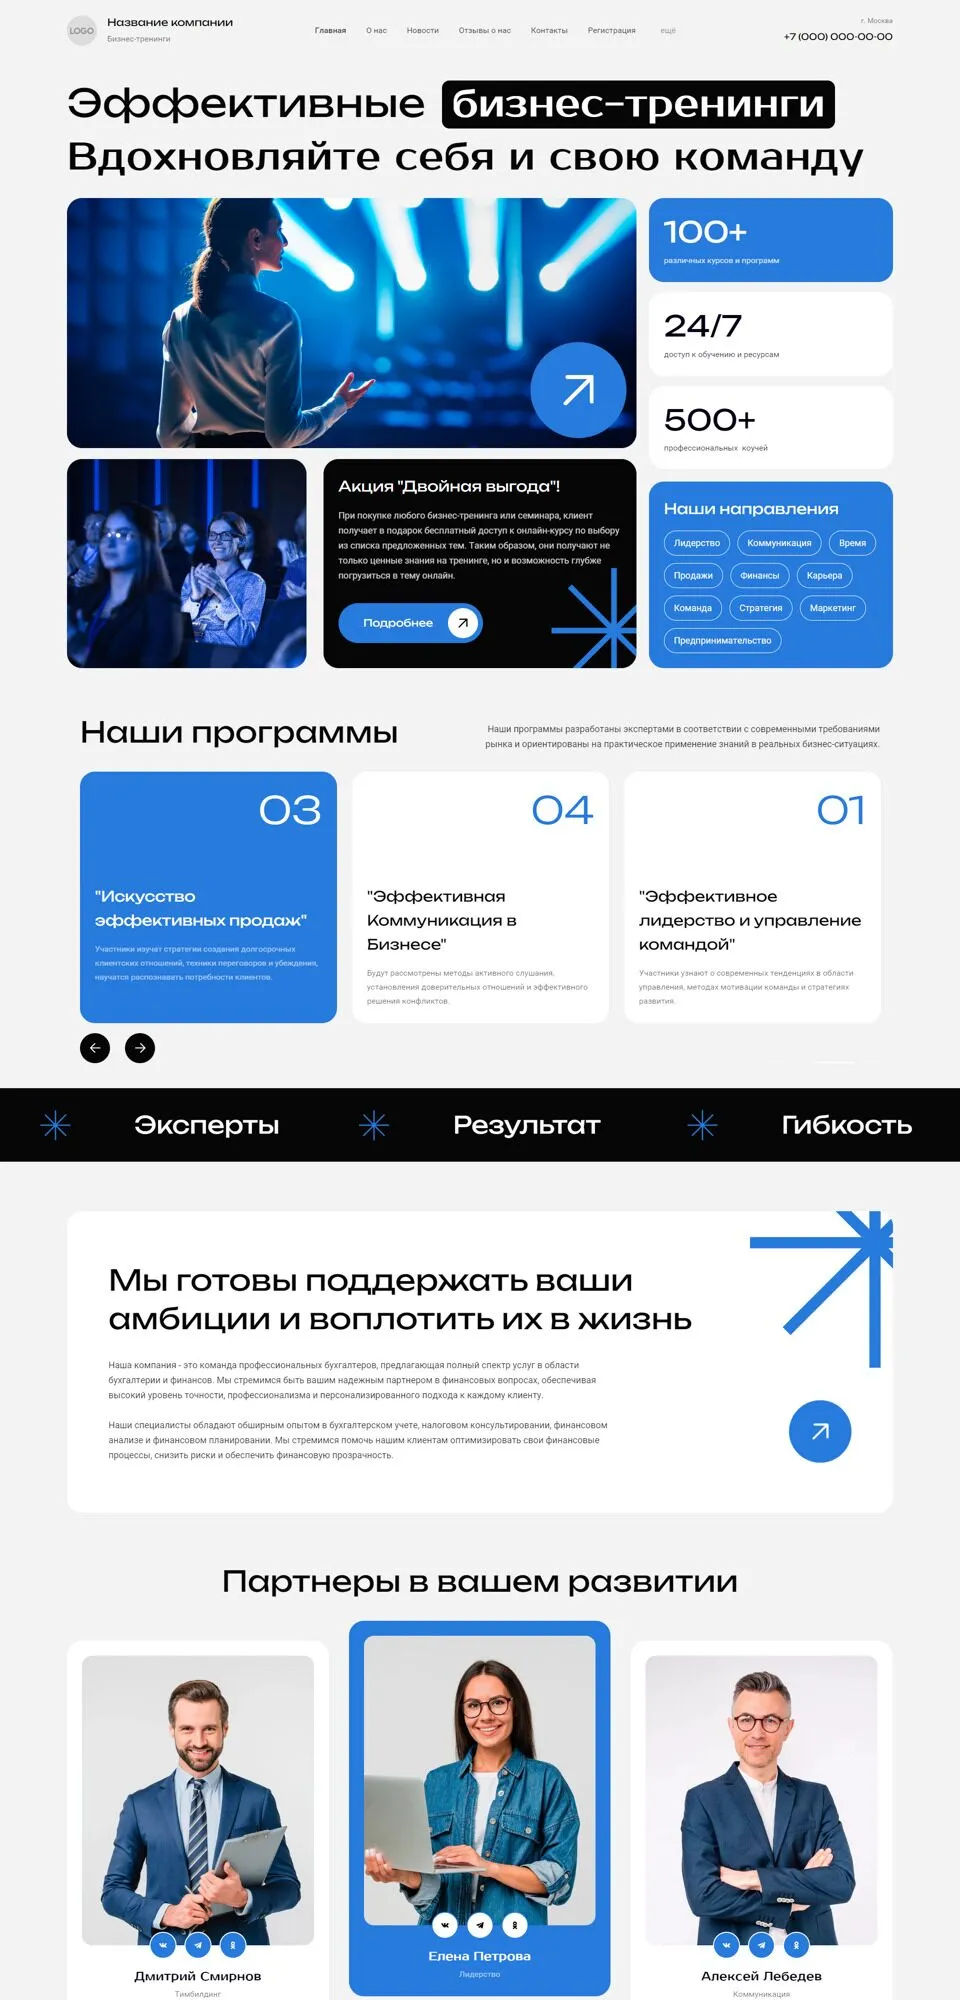 LOGO
Название компании
Бизнес-тренинги
Главная
О нас
Новости
Отзывы о нас
Контакты
Регистрация
ещё
г. Москва
+7 (000) 000-00-00
Эффективные бизнес-тренинги
Вдохновляйте себя и свою команду
100+
различных курсов и программ
24/7
доступ к обучению и ресурсам
500+
профессиональных коучей
Акция "Двойная выгода"!
При покупке любого бизнес-тренинга или семинара, клиент
получает в подарок бесплатный доступ к онлайн-курсу по выбору
из списка предложенных тем. Таким образом, они получают не
только ценные знания на тренинге, но и возможность глубже
погрузиться в тему онлайн.
Подробнее
Наши направления
Лидерство
Коммуникация
Время
Продажи
Финансы
Карьера
Команда
Стратегия
Маркетинг
Предпринимательство
Наши программы
Наши программы разработаны экспертами в соответствии с современными требованиями
рынка и ориентированы на практическое применение знаний в реальных бизнес-ситуациях.
03
"Искусство
эффективных продаж"
Участники изучат стратегии создания долгосрочных
клиентских отношений, техники переговоров и убеждения,
научатся распознавать потребности клиентов.
04
"Эффективная
Коммуникация в
Бизнесе"
Будут рассмотрены методы активного слушания,
установления доверительных отношений и эффективного
решения конфликтов.
01
"Эффективное
лидерство и управление
командой"
Участники узнают о современных тенденциях в области
управления, методах мотивации команды и стратегиях
развития.
Эксперты
Результат
Гибкость
Мы готовы поддержать ваши
амбиции и воплотить их в жизнь
Наша компания - это команда профессиональных бухгалтеров, предлагающая полный спектр услуг в области
бухгалтерии и финансов. Мы стремимся быть вашим надежным партнером в финансовых вопросах, обеспечивая
высокий уровень точности, профессионализма и персонализированного подхода к каждому клиенту.
Наши специалисты обладают обширным опытом в бухгалтерском учете, налоговом консультировании, финансовом
анализе и финансовом планировании. Мы стремимся помочь нашим клиентам оптимизировать свои финансовые
процессы, снизить риски и обеспечить финансовую прозрачность.
Партнеры в вашем развитии
Дмитрий Смирнов
Тимбилдинг
Елена Петрова
Лидерство
Алексей Лебедев
Коммуникация